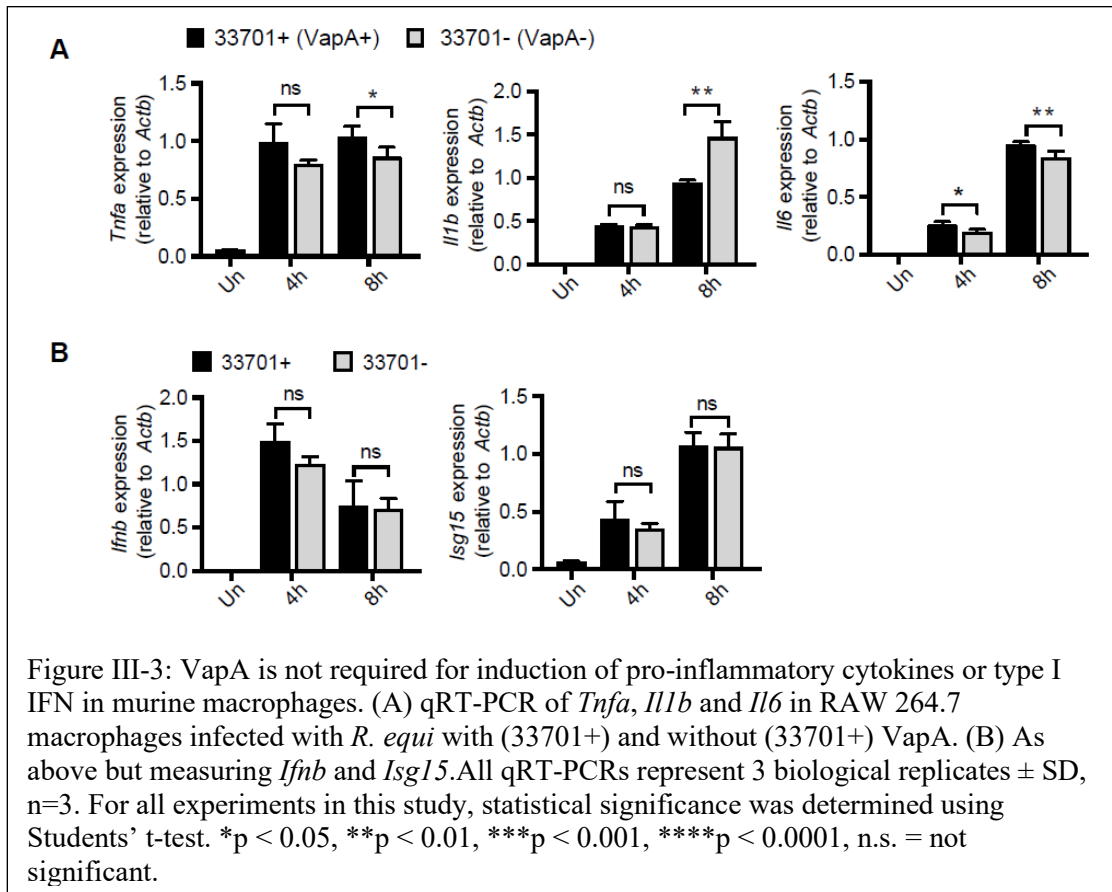 A
33701+ (VapA+) 33701- (VapA-)
Tnfa expression
(relative to Actb)
1.5
1.0
0.5
0.0
ns
*
Un
4h
8h
Il1b expression
(relative to Actb)
2.0
1.5
1.0
0.5
0.0
ns
**
Un
4h
8h
Il6 expression
(relative to Actb)
1.5
1.0
0.5
0.0
*
**
Un
4h
8h
B
33701+ 33701-
Ifnb expression
(relative to Actb)
2.0
1.5
1.0
0.5
0.0
ns
ns
Un
4h
8h
Isg15 expression
(relative to Actb)
1.5
1.0
0.5
0.0
ns
ns
Un
4h
8h
Figure III-3: VapA is not required for induction of pro-inflammatory cytokines or type I
IFN in murine macrophages. (A) qRT-PCR of Tnfa, Il1b and Il6 in RAW 264.7
macrophages infected with R. equi with (33701+) and without (33701+) VapA. (B) As
above but measuring Ifnb and Isg15.All qRT-PCRs represent 3 biological replicates ± SD,
n=3. For all experiments in this study, statistical significance was determined using
Students’ t-test. *p < 0.05, **p < 0.01, ***p < 0.001, ****p < 0.0001, n.s. = not
significant.